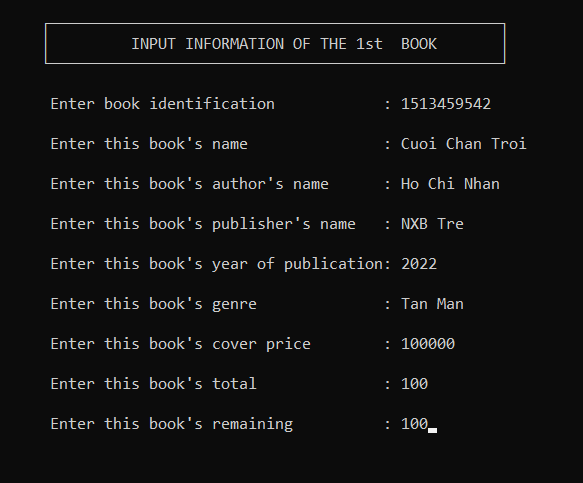 INPUT INFORMATION OF THE 1st BOOK
Enter book identification : 1513459542
Enter this book's name : Cuoi Chan Troi
Enter this book's author's name : Ho Chi Nhan
Enter this book's publisher's name : NXB Tre
Enter this book's year of publication: 2022
Enter this book's genre : Tan Man
Enter this book's cover price : 100000
Enter this book's total : 100
Enter this book's remaining : 100